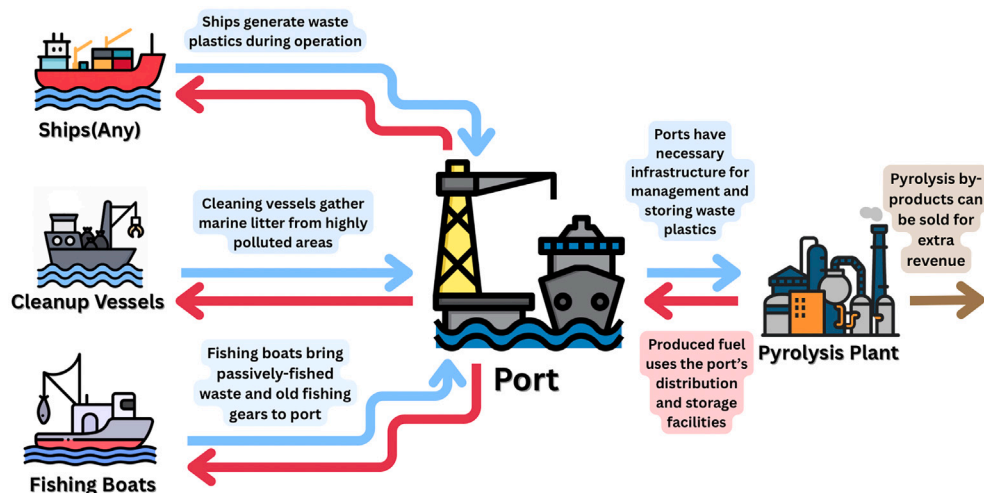 Ships generate waste
plastics during operation
Ships(Any)
Cleaning vessels gather
marine litter from highly
polluted areas
Cleanup Vessels
Fishing boats bring
passively-fished
waste and old fishing
gears to port
Fishing Boats
Port
Ports have
necessary
infrastructure for
management and
storing waste
plastics
Produced fuel
uses the port’s
distribution
and storage
facilities
Pyrolysis Plant
Pyrolysis by-
products can
be sold for
extra
revenue